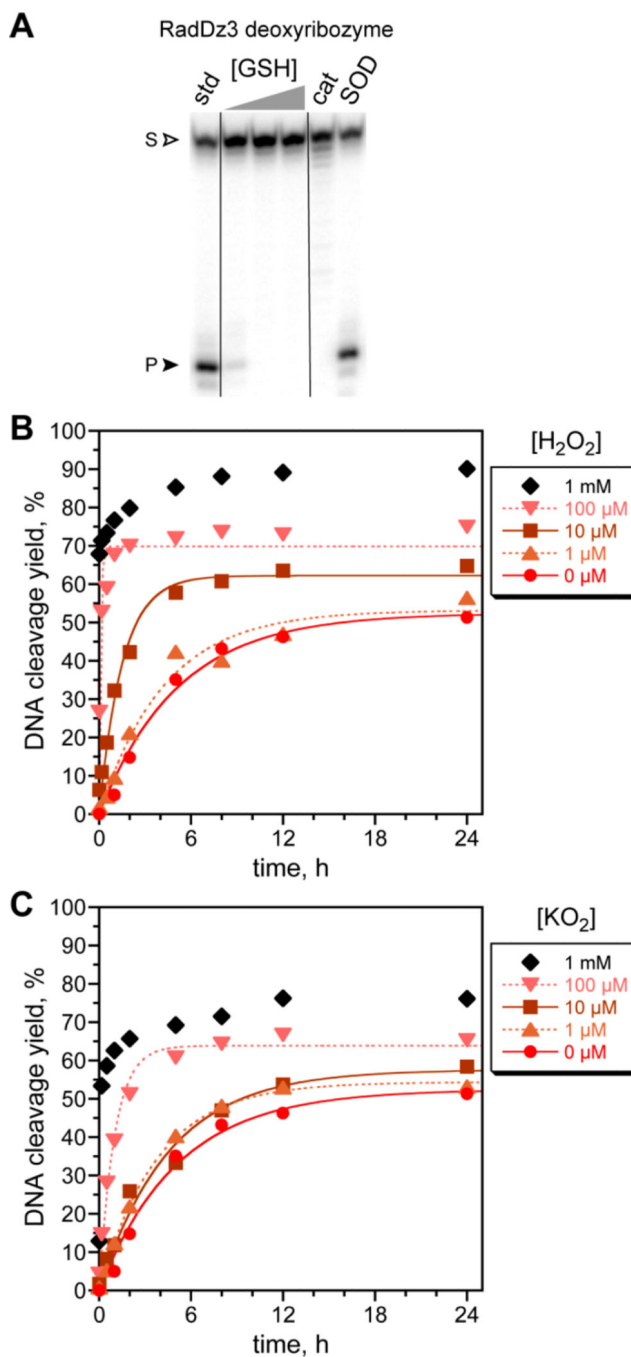 A
RadDz3 deoxyribozyme
std
[GSH]
cat
SOD
S
P
B
100
90
80
70
60
50
40
30
20
10
0
DNA cleavage yield, %
0 6 12 18 24
time, h
[H₂O₂]
1 mM
100 µM
10 µM
1 µM
0 µM
C
100
90
80
70
60
50
40
30
20
10
0
DNA cleavage yield, %
0 6 12 18 24
time, h
[KO₂]
1 mM
100 µM
10 µM
1 µM
0 µM